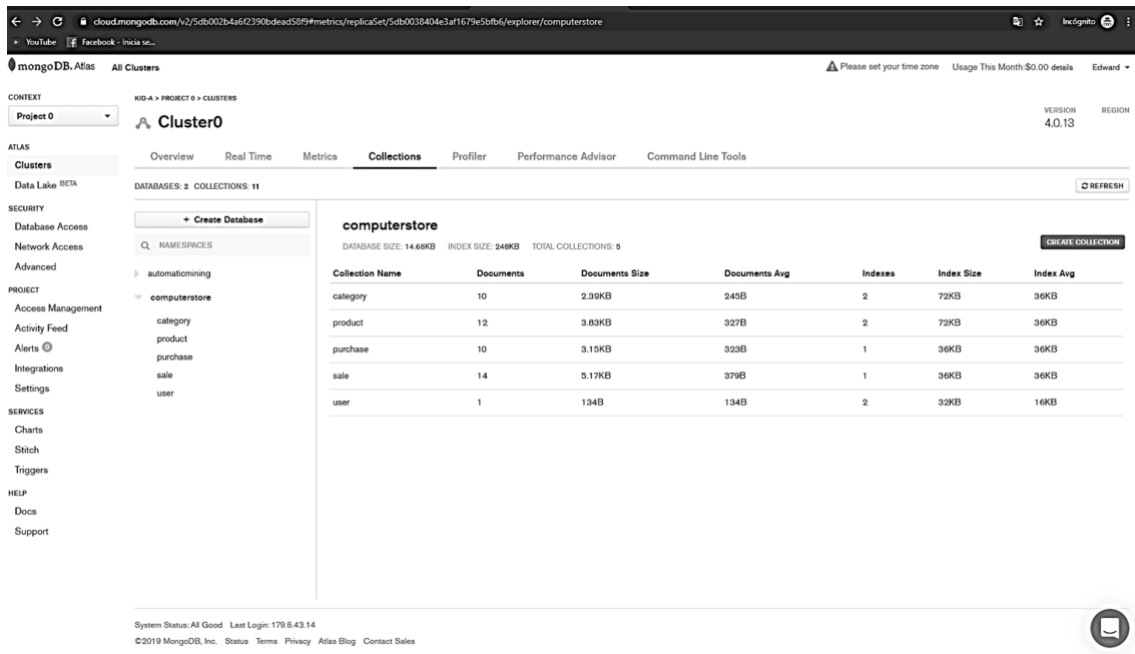 cloud.mongodb.com/v2/5db002b4a6f2390bdead58f9#metrics/replicaSet/5db0038404e3af1679e5bfb6/explorer/computerstore
Incógnito
YouTube Facebook - Inicia se...
mongoDB. Atlas All Clusters
Please set your time zone Usage This Month:$0.00 details Edward
CONTEXT
Project 0
ATLAS
Clusters
Data Lake BETA
SECURITY
Database Access
Network Access
Advanced
PROJECT
Access Management
Activity Feed
Alerts 0
Integrations
Settings
SERVICES
Charts
Stitch
Triggers
HELP
Docs
Support
KID-A > PROJECT 0 > CLUSTERS
Cluster0
VERSION REGION
4.0.13
Overview Real Time Metrics Collections Profiler Performance Advisor Command Line Tools
DATABASES: 2 COLLECTIONS: 11
REFRESH
+ Create Database
NAMESPACES
automaticmining
computerstore
category
product
purchase
sale
user
computerstore
DATABASE SIZE: 14.68KB INDEX SIZE: 248KB TOTAL COLLECTIONS: 5
CREATE COLLECTION
Collection Name Documents Documents Size Documents Avg Indexes Index Size Index Avg
category 10 2.39KB 245B 2 72KB 36KB
product 12 3.83KB 327B 2 72KB 36KB
purchase 10 3.15KB 323B 1 36KB 36KB
sale 14 5.17KB 379B 1 36KB 36KB
user 1 134B 134B 2 32KB 16KB
System Status: All Good Last Login: 179.6.43.14
©2019 MongoDB, Inc. Status Terms Privacy Atlas Blog Contact Sales